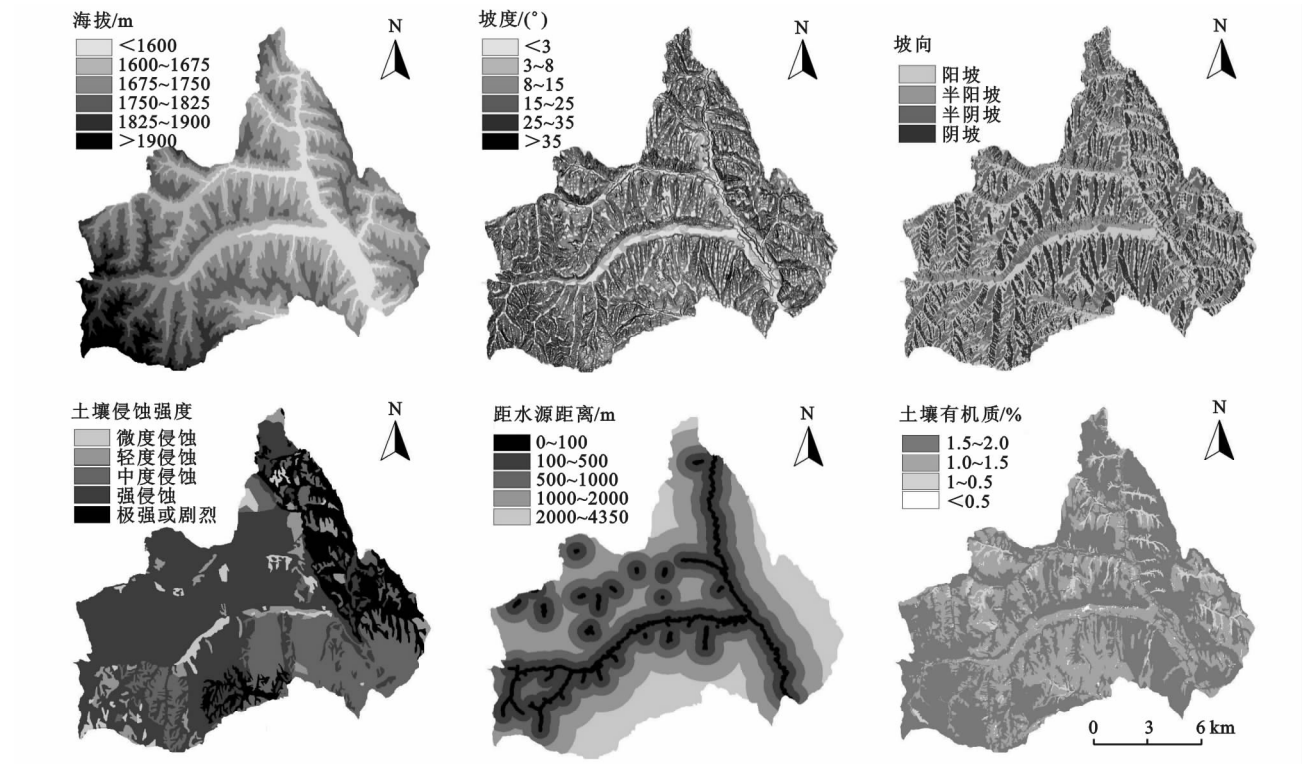 海拔/m
<1600
1600~1675
1675~1750
1750~1825
1825~1900
>1900
N
坡度/(°)
<3
3~8
8~15
15~25
25~35
>35
N
坡向
阳坡
半阳坡
半阴坡
阴坡
N
土壤侵蚀强度
微度侵蚀
轻度侵蚀
中度侵蚀
强侵蚀
极强或剧烈
N
距水源距离/m
0~100
100~500
500~1000
1000~2000
2000~4350
N
土壤有机质/%
1.5~2.0
1.0~1.5
1~0.5
<0.5
N
0 3 6 km